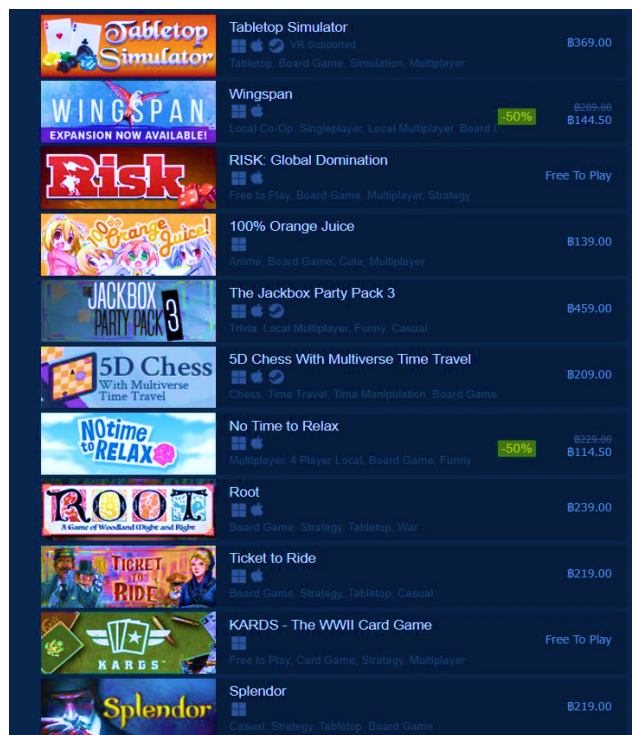 Tabletop
Simulator
Tabletop Simulator
VR Supported
Tabletop, Board Game, Simulation, Multiplayer
฿369.00
WINGSPAN
EXPANSION NOW AVAILABLE!
Wingspan
Local Co-Op, Singleplayer, Local Multiplayer, Board G
-50%
฿289.00
฿144.50
Risk
RISK: Global Domination
Free to Play, Board Game, Multiplayer, Strategy
Free To Play
100% Orange Juice!
100% Orange Juice
Anime, Board Game, Cute, Multiplayer
฿139.00
THE
JACKBOX
PARTY PACK 3
The Jackbox Party Pack 3
Trivia, Local Multiplayer, Funny, Casual
฿459.00
5D Chess
With Multiverse
Time Travel
5D Chess With Multiverse Time Travel
Chess, Time Travel, Time Manipulation, Board Game
฿209.00
NOtime
to RELAX
No Time to Relax
Multiplayer, 4 Player Local, Board Game, Funny
-50%
฿229.00
฿114.50
ROOT
A Game of Woodland Might and Right
Root
Board Game, Strategy, Tabletop, War
฿239.00
TICKET
TO
RIDE
Ticket to Ride
Board Game, Strategy, Tabletop, Casual
฿219.00
KARDS
KARDS - The WWII Card Game
Free to Play, Card Game, Strategy, Multiplayer
Free To Play
Splendor
Splendor
Casual, Strategy, Tabletop, Board Game
฿219.00